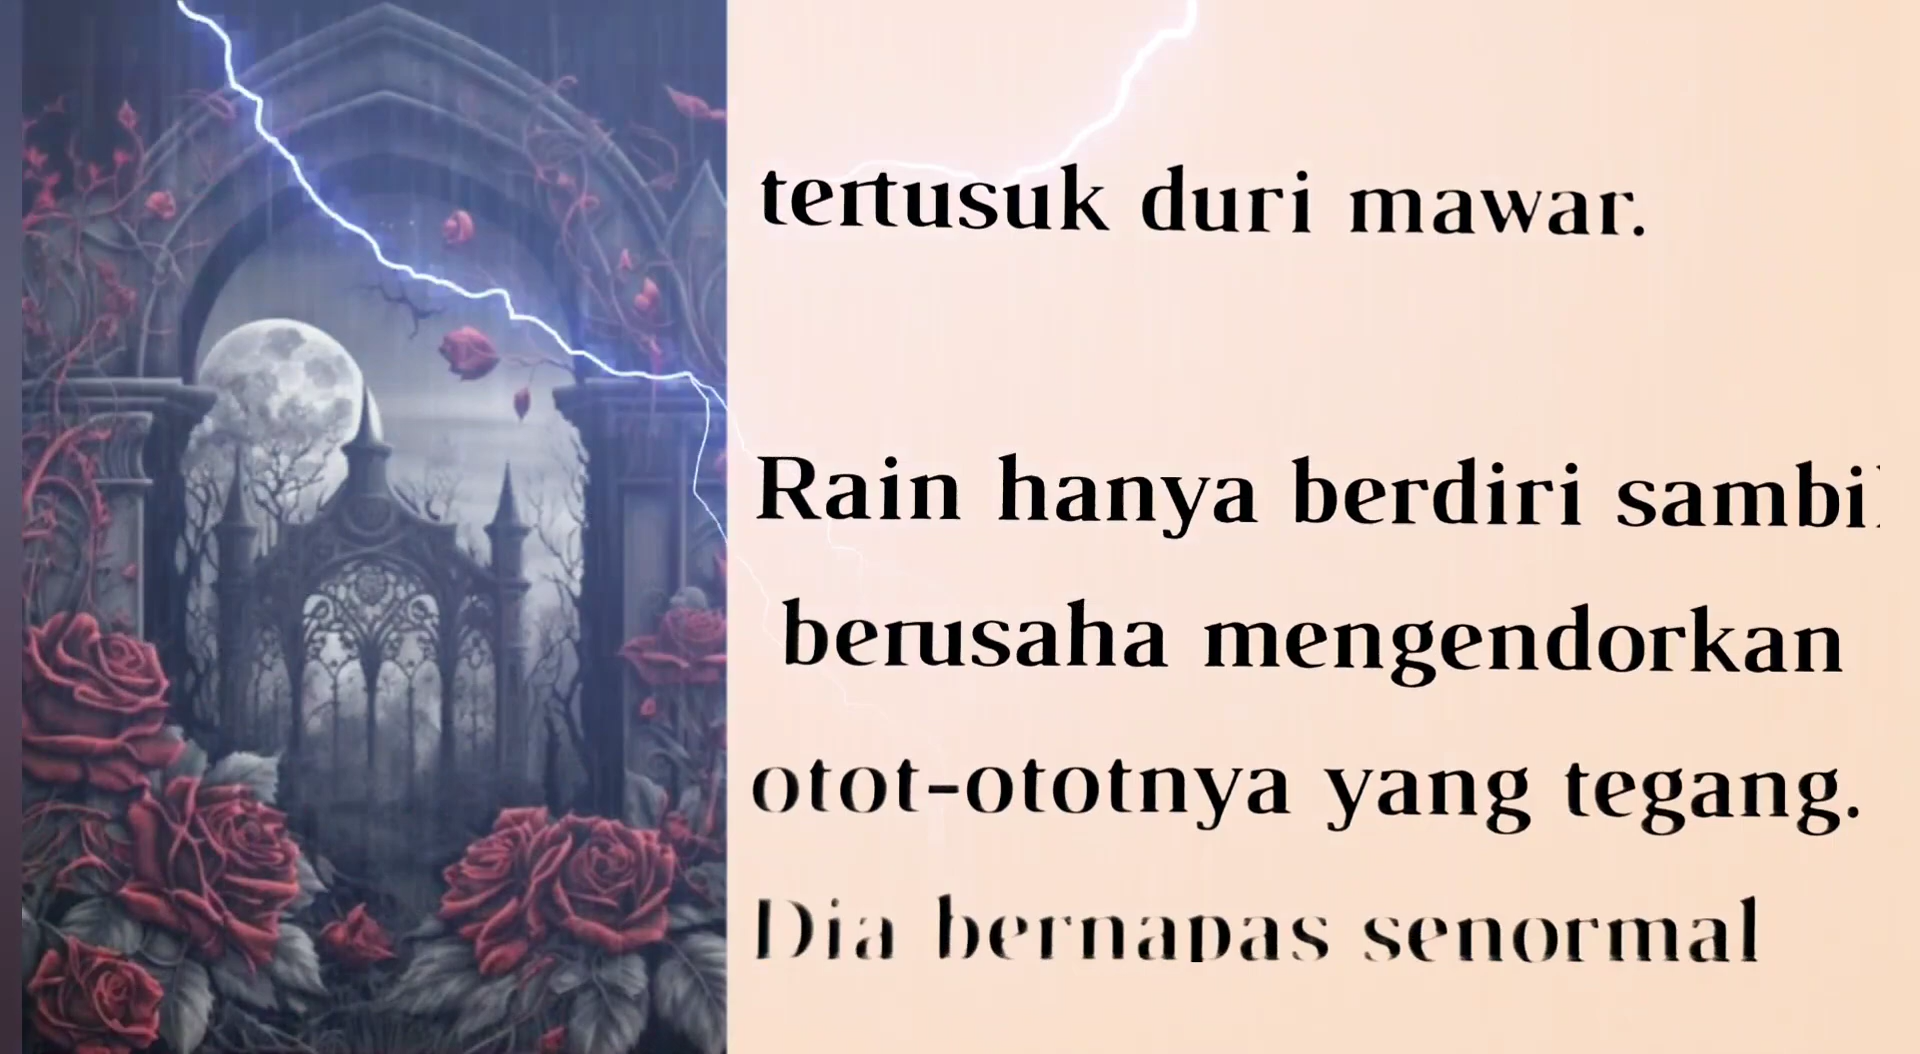 tertusuk duri mawar.
Rain hanya berdiri sambil
berusaha mengendorkan
otot-ototnya yang tegang.
Dia bernapas senormal